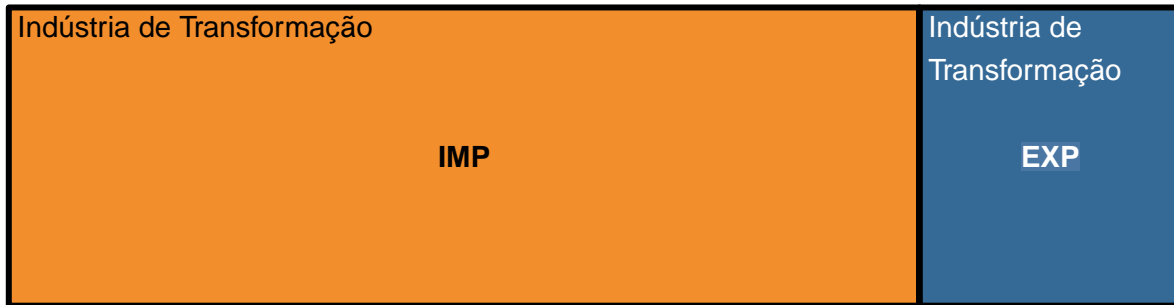 Indústria de Transformação
IMP
Indústria de
Transformação
EXP